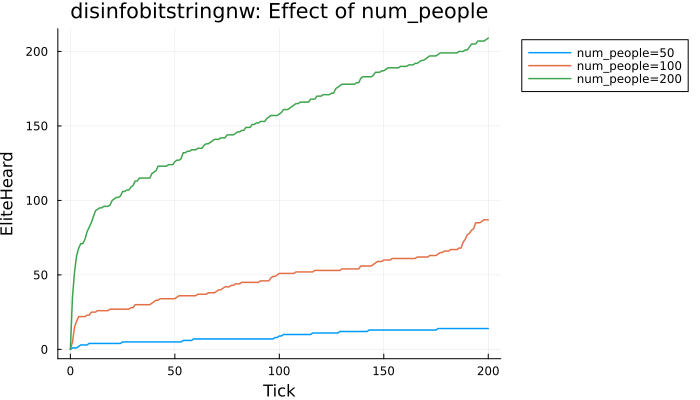 disinfobitstringnw: Effect of num_people
EliteHeard
200
150
100
50
0
0 50 100 150 200
Tick
num_people=50
num_people=100
num_people=200